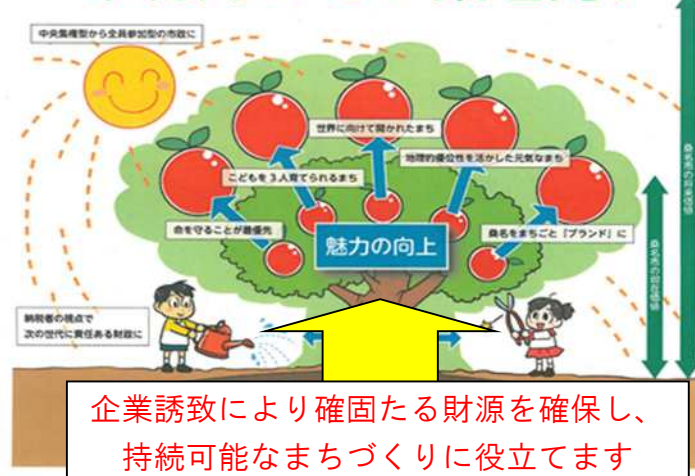 中央集権型から全員参加型の市政に
世界に向けて開かれたまち
地理的優位性を活かした元気なまち
こどもを3人育てられるまち
命を守ることが最優先
桑名をまちごと「ブランド」に
魅力の向上
納税者の視点で
次の世代に責任ある財政に
企業誘致により確固たる財源を確保し、
持続可能なまちづくりに役立てます